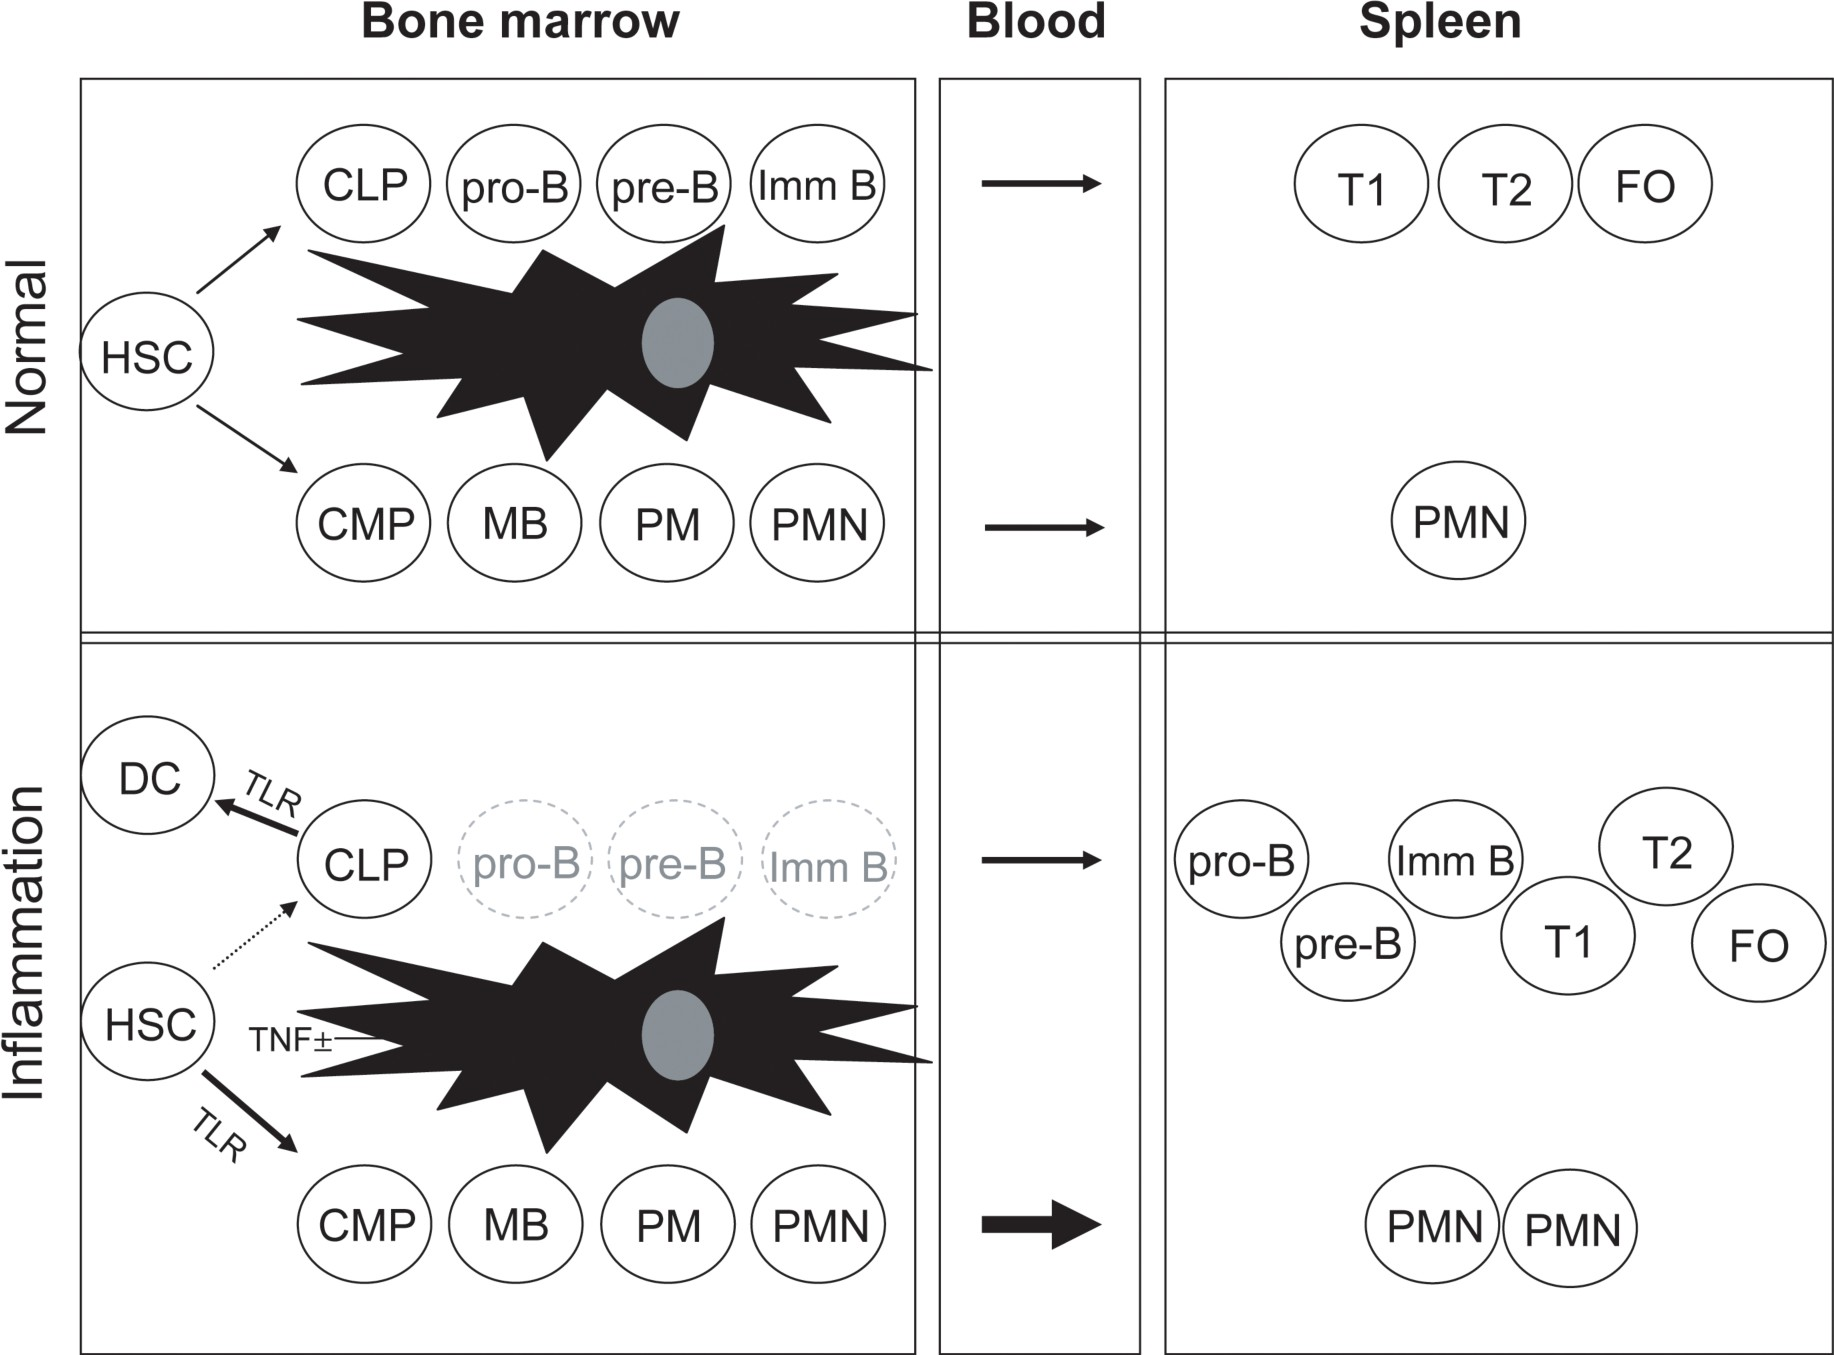 Bone marrow
Blood
Spleen
Normal
CLP
pro-B
pre-B
Imm B
T1
T2
FO
HSC
CMP
MB
PM
PMN
PMN
Inflammation
DC
TLR
CLP
pro-B
pre-B
Imm B
pro-B
pre-B
Imm B
T1
T2
FO
HSC
TNF±
TLR
CMP
MB
PM
PMN
PMN
PMN